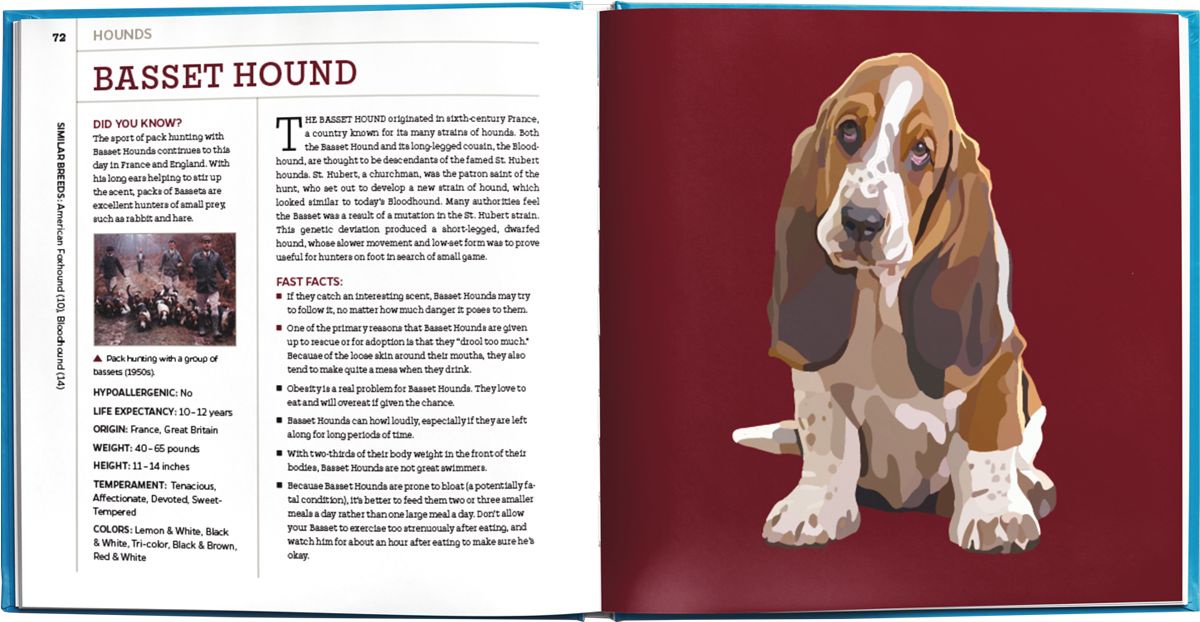 72
HOUNDS
BASSET HOUND
SIMILAR BREEDS: American Foxhound (10), Bloodhound (14)
DID YOU KNOW?
The sport of pack hunting with
Basset Hounds continues to this
day in France and England. With
his long ears helping to stir up
the scent, packs of Bassets are
excellent hunters of small prey,
such as rabbit and hare.
▲ Pack hunting with a group of
bassets (1950s).
HYPOALLERGENIC: No
LIFE EXPECTANCY: 10–12 years
ORIGIN: France, Great Britain
WEIGHT: 40–65 pounds
HEIGHT: 11–14 inches
TEMPERAMENT: Tenacious,
Affectionate, Devoted, Sweet-
Tempered
COLORS: Lemon & White, Black
& White, Tri-color, Black & Brown,
Red & White
THE BASSET HOUND originated in sixth-century France,
a country known for its many strains of hounds. Both
the Basset Hound and its long-legged cousin, the Blood-
hound, are thought to be descendants of the famed St. Hubert
hounds. St. Hubert, a churchman, was the patron saint of the
hunt, who set out to develop a new strain of hound, which
looked similar to today's Bloodhound. Many authorities feel
the Basset was a result of a mutation in the St. Hubert strain.
This genetic deviation produced a short-legged, dwarfed
hound, whose slower movement and low-set form was to prove
useful for hunters on foot in search of small game.
FAST FACTS:
■ If they catch an interesting scent, Basset Hounds may try
to follow it, no matter how much danger it poses to them.
■ One of the primary reasons that Basset Hounds are given
up to rescue or for adoption is that they "drool too much."
Because of the loose skin around their mouths, they also
tend to make quite a mess when they drink.
■ Obesity is a real problem for Basset Hounds. They love to
eat and will overeat if given the chance.
■ Basset Hounds can howl loudly, especially if they are left
along for long periods of time.
■ With two-thirds of their body weight in the front of their
bodies, Basset Hounds are not great swimmers.
■ Because Basset Hounds are prone to bloat (a potentially fa-
tal condition), it's better to feed them two or three smaller
meals a day rather than one large meal a day. Don't allow
your Basset to exercise too strenuously after eating, and
watch him for about an hour after eating to make sure he's
okay.